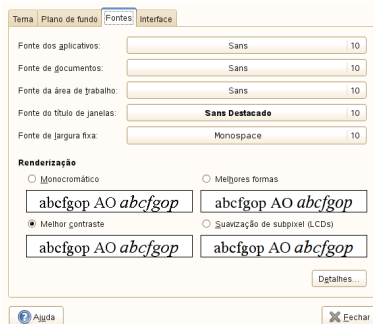 Tema Plano de fundo Fontes Interface
Fonte dos aplicativos: Sans 10
Fonte de documentos: Sans 10
Fonte da área de trabalho: Sans 10
Fonte do título de janelas: Sans Destacado 10
Fonte de largura fixa: Monospace 10
Renderização
Monocromático Melhores formas
abcfgop AO abcfgop abcfgop AO abcfgop
Melhor contraste Suavização de subpixel (LCDs)
abcfgop AO abcfgop abcfgop AO abcfgop
Detalhes...
Ajuda Fechar